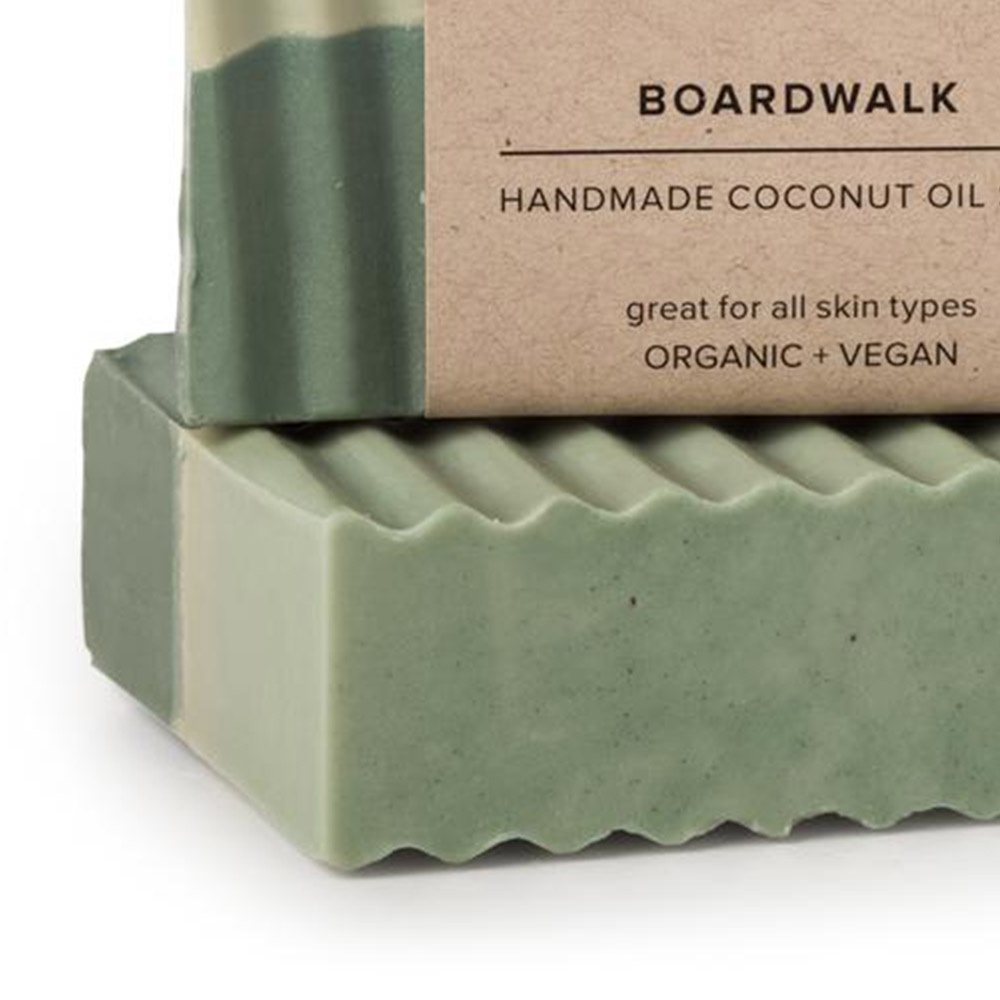 BOARDWALK
HANDMADE COCONUT OIL
great for all skin types
ORGANIC + VEGAN